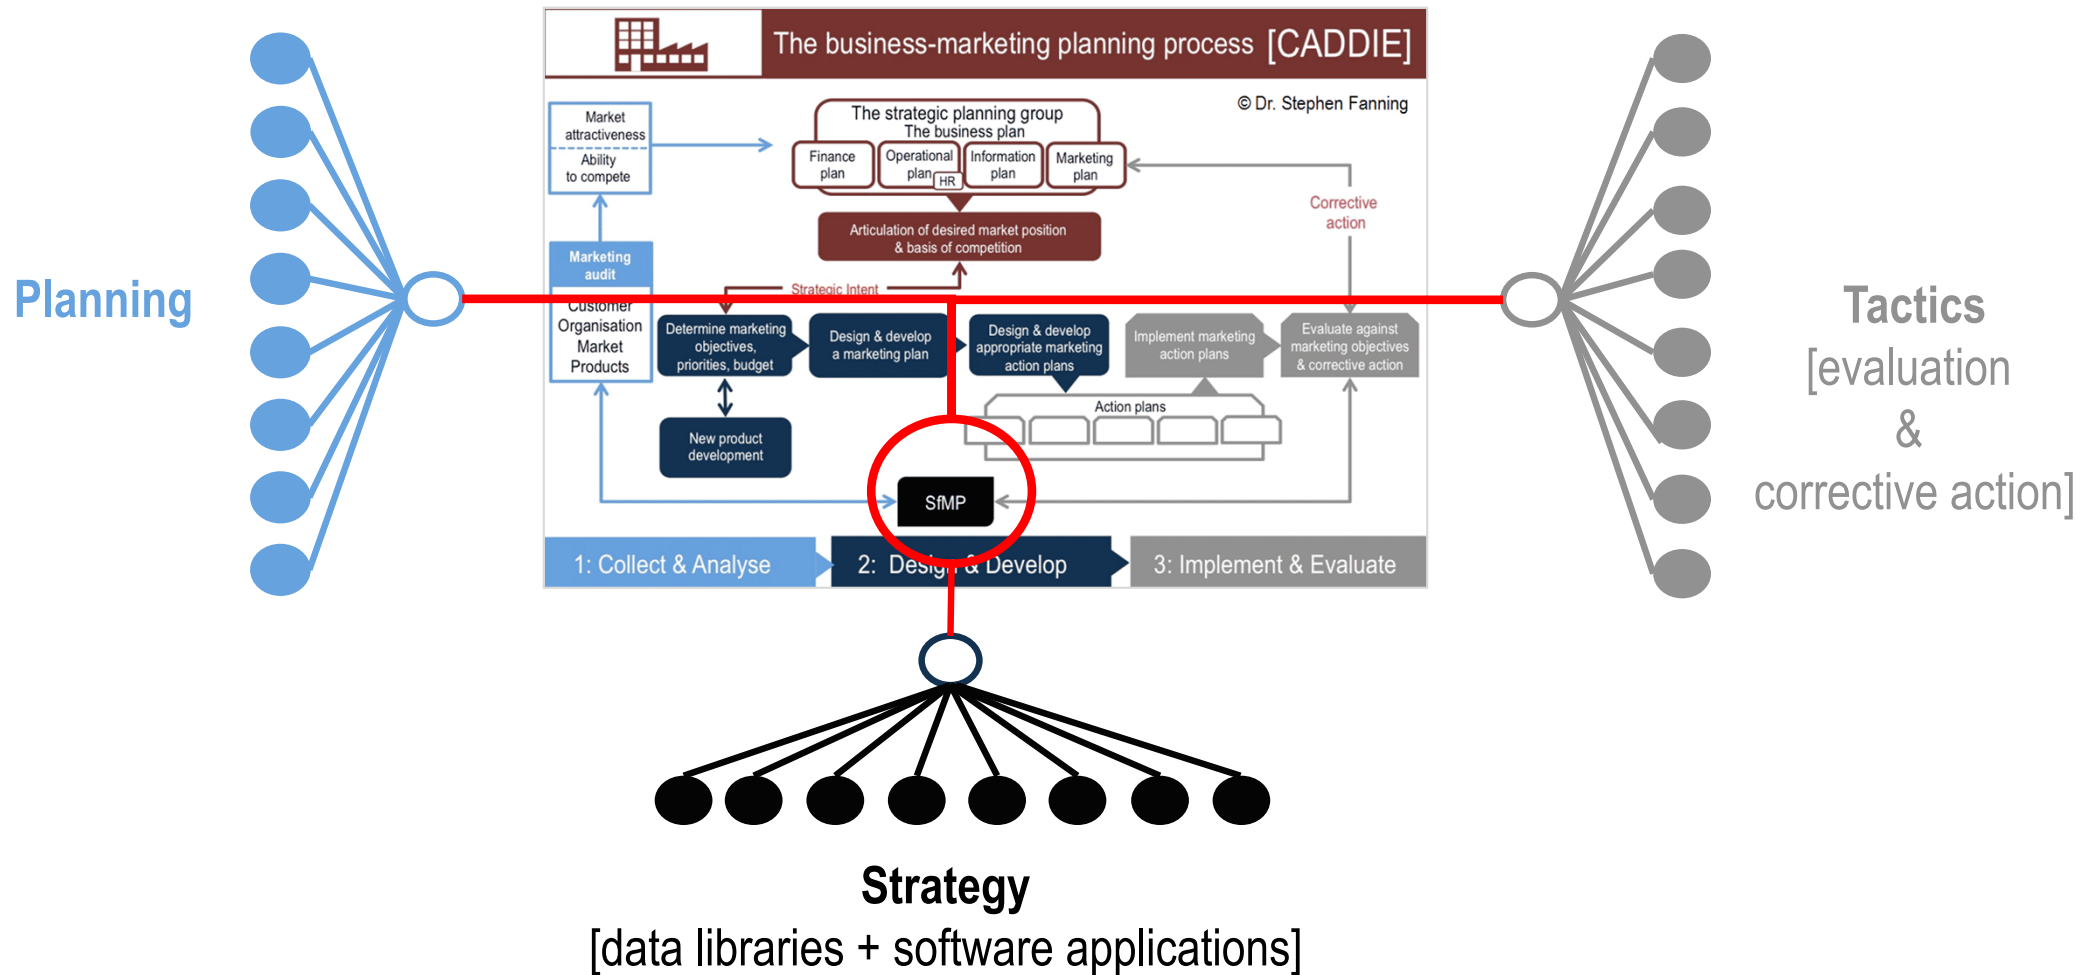 The business-marketing planning process [CADDIE]
© Dr. Stephen Fanning
Market
attractiveness
Ability
to compete
The strategic planning group
The business plan
Finance
plan
Operational
plan
HR
Information
plan
Marketing
plan
Corrective
action
Articulation of desired market position
& basis of competition
Marketing
audit
Customer
Organisation
Market
Products
Strategic Intent
Planning
Determine marketing
objectives,
priorities, budget
Design & develop
a marketing plan
Design & develop
appropriate marketing
action plans
Implement marketing
action plans
Evaluate against
marketing objectives
& corrective action
Action plans
New product
development
SfMP
1: Collect & Analyse
2: Design & Develop
3: Implement & Evaluate
Tactics
[evaluation
&
corrective action]
Strategy
[data libraries + software applications]